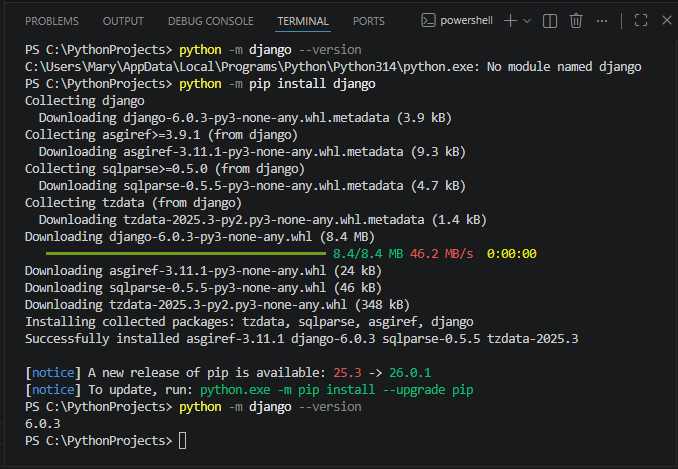 PROBLEMS OUTPUT DEBUG CONSOLE TERMINAL PORTS powershell
PS C:\PythonProjects> python -m django --version
C:\Users\Mary\AppData\Local\Programs\Python\Python314\python.exe: No module named django
PS C:\PythonProjects> python -m pip install django
Collecting django
  Downloading django-6.0.3-py3-none-any.whl.metadata (3.9 kB)
Collecting asgiref>=3.9.1 (from django)
  Downloading asgiref-3.11.1-py3-none-any.whl.metadata (9.3 kB)
Collecting sqlparse>=0.5.0 (from django)
  Downloading sqlparse-0.5.5-py3-none-any.whl.metadata (4.7 kB)
Collecting tzdata (from django)
  Downloading tzdata-2025.3-py2.py3-none-any.whl.metadata (1.4 kB)
Downloading django-6.0.3-py3-none-any.whl (8.4 MB)
8.4/8.4 MB 46.2 MB/s 0:00:00
Downloading asgiref-3.11.1-py3-none-any.whl (24 kB)
Downloading sqlparse-0.5.5-py3-none-any.whl (46 kB)
Downloading tzdata-2025.3-py2.py3-none-any.whl (348 kB)
Installing collected packages: tzdata, sqlparse, asgiref, django
Successfully installed asgiref-3.11.1 django-6.0.3 sqlparse-0.5.5 tzdata-2025.3
[notice] A new release of pip is available: 25.3 -> 26.0.1
[notice] To update, run: python.exe -m pip install --upgrade pip
PS C:\PythonProjects> python -m django --version
6.0.3
PS C:\PythonProjects>